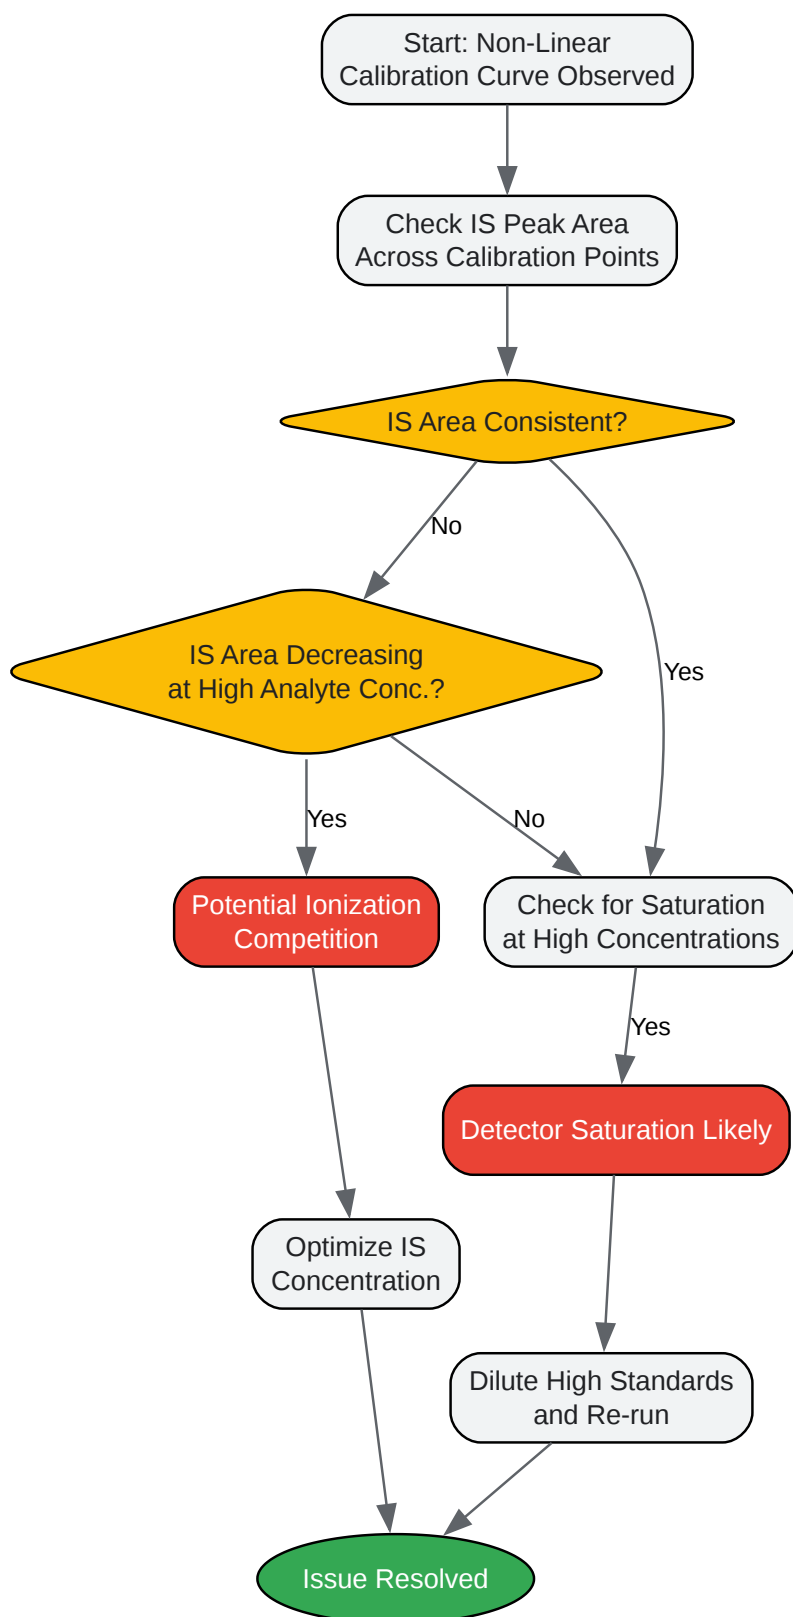 Start: Non-Linear
Calibration Curve Observed
Check IS Peak Area
Across Calibration Points
IS Area Consistent?
No
IS Area Decreasing
at High Analyte Conc.?
Yes
Yes
No
Potential Ionization
Competition
Check for Saturation
at High Concentrations
Yes
Detector Saturation Likely
Optimize IS
Concentration
Dilute High Standards
and Re-run
Issue Resolved